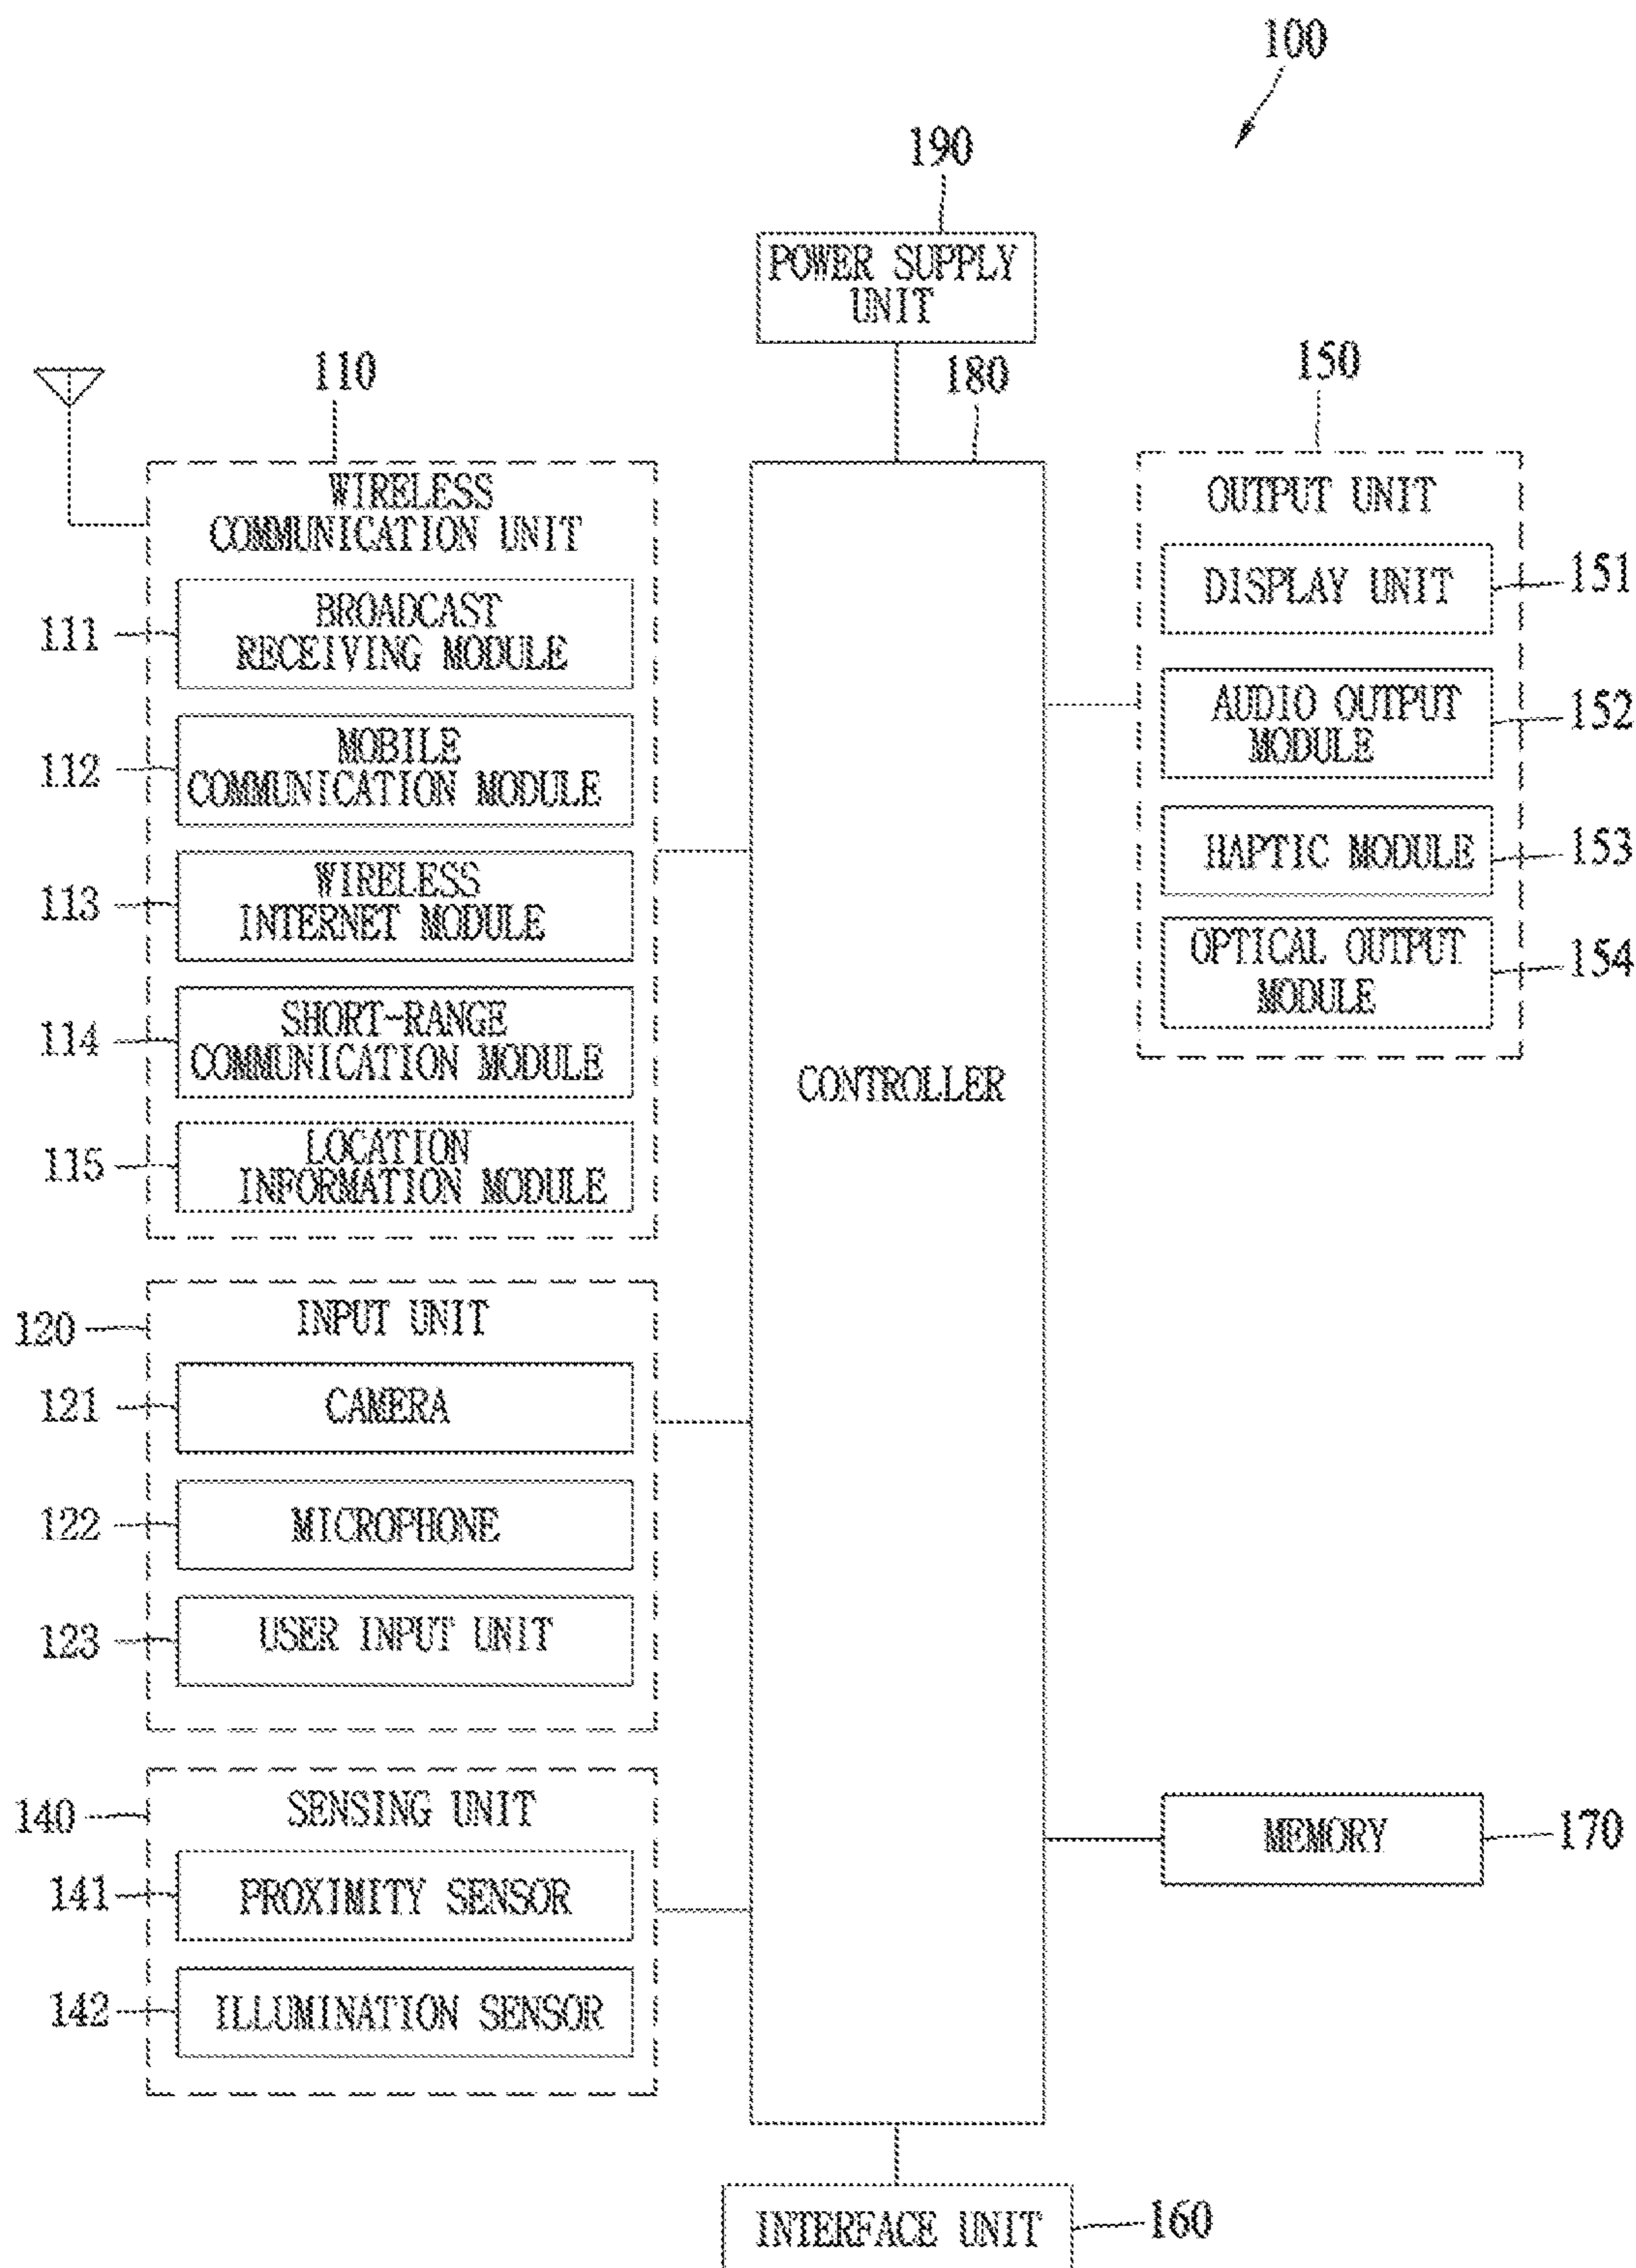 100
190
POWER SUPPLY
UNIT
110
180
150
WIRELESS
COMMUNICATION UNIT
111
BROADCAST
RECEIVING MODULE
112
MOBILE
COMMUNICATION MODULE
113
WIRELESS
INTERNET MODULE
114
SHORT-RANGE
COMMUNICATION MODULE
115
LOCATION
INFORMATION MODULE
120
INPUT UNIT
121
CAMERA
122
MICROPHONE
123
USER INPUT UNIT
140
SENSING UNIT
141
PROXIMITY SENSOR
142
ILLUMINATION SENSOR
CONTROLLER
OUTPUT UNIT
DISPLAY UNIT
151
AUDIO OUTPUT
MODULE
152
HAPTIC MODULE
153
OPTICAL OUTPUT
MODULE
154
MEMORY
170
INTERFACE UNIT
160